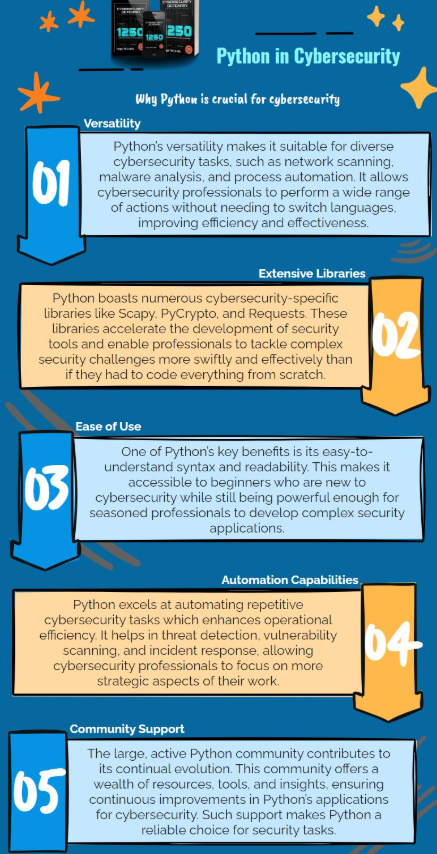 CYBERSECURITY
DICTIONARY
1250
1250
1250
Python in Cybersecurity
Why Python is crucial for cybersecurity
Versatility
01
Python's versatility makes it suitable for diverse
cybersecurity tasks, such as network scanning,
malware analysis, and process automation. It allows
cybersecurity professionals to perform a wide range
of actions without needing to switch languages,
improving efficiency and effectiveness.
Extensive Libraries
02
Python boasts numerous cybersecurity-specific
libraries like Scapy, PyCrypto, and Requests. These
libraries accelerate the development of security
tools and enable professionals to tackle complex
security challenges more swiftly and effectively than
if they had to code everything from scratch.
Ease of Use
03
One of Python's key benefits is its easy-to-
understand syntax and readability. This makes it
accessible to beginners who are new to
cybersecurity while still being powerful enough for
seasoned professionals to develop complex security
applications.
Automation Capabilities
04
Python excels at automating repetitive
cybersecurity tasks which enhances operational
efficiency. It helps in threat detection, vulnerability
scanning, and incident response, allowing
cybersecurity professionals to focus on more
strategic aspects of their work.
Community Support
05
The large, active Python community contributes to
its continual evolution. This community offers a
wealth of resources, tools, and insights, ensuring
continuous improvements in Python's applications
for cybersecurity. Such support makes Python a
reliable choice for security tasks.